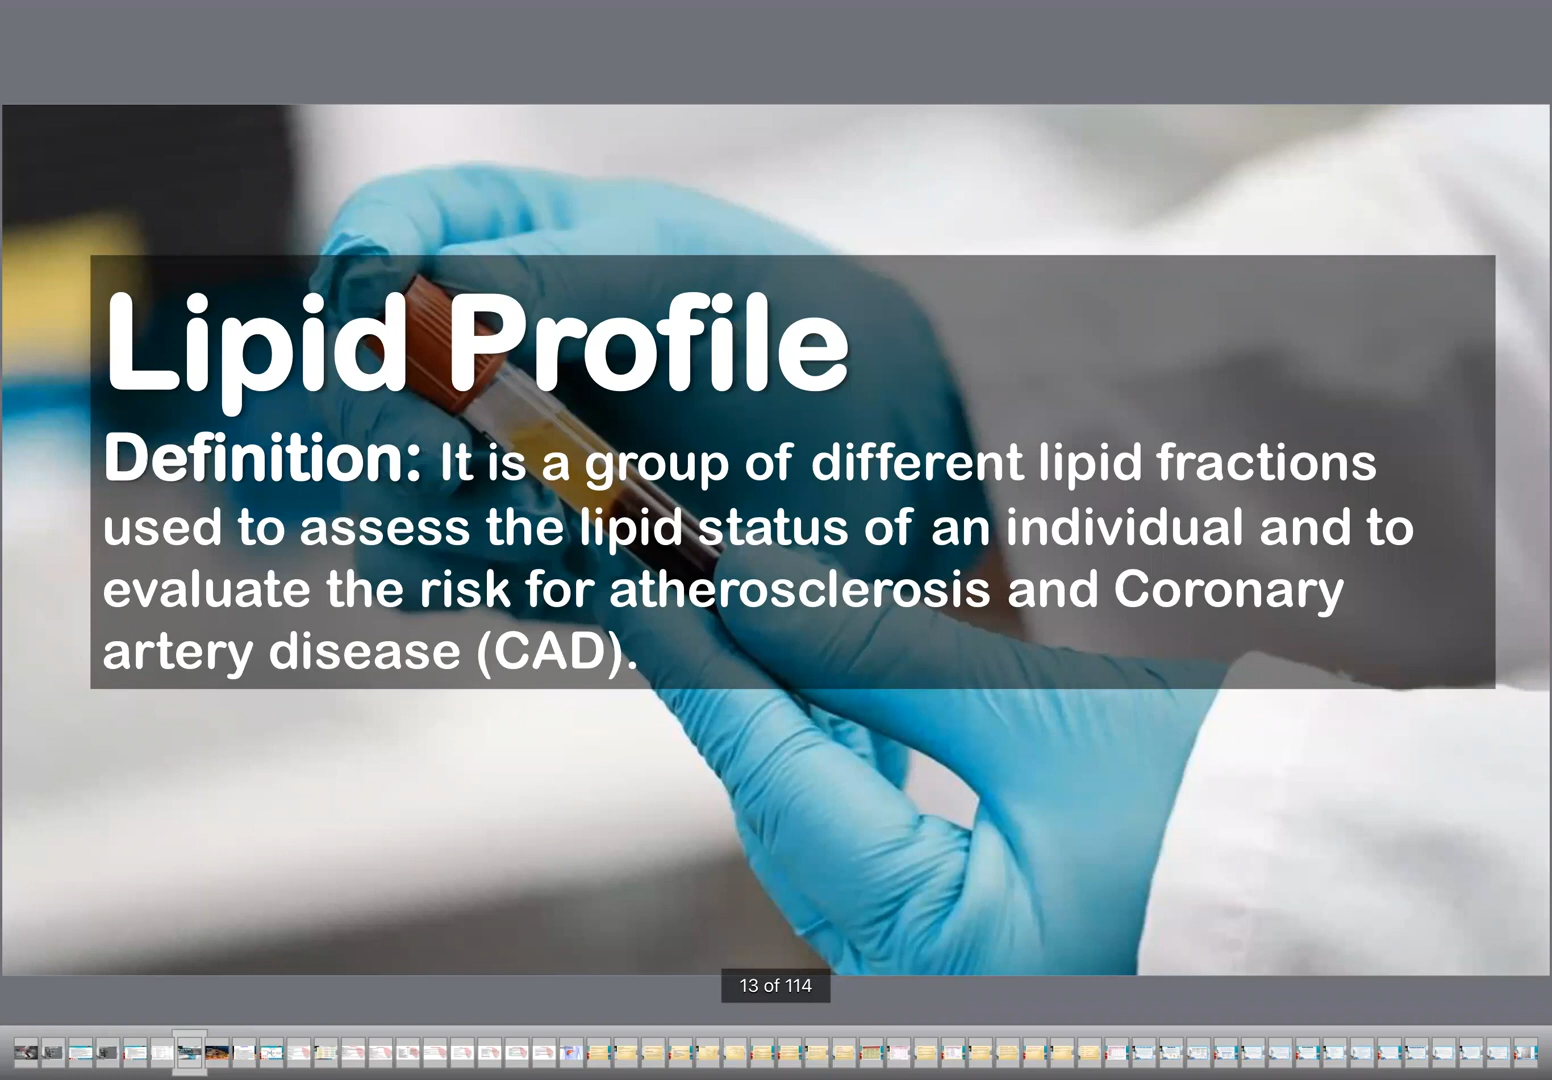 Lipid Profile
Definition: It is a group of different lipid fractions
used to assess the lipid status of an individual and to
evaluate the risk for atherosclerosis and Coronary
artery disease (CAD).
13 of 114